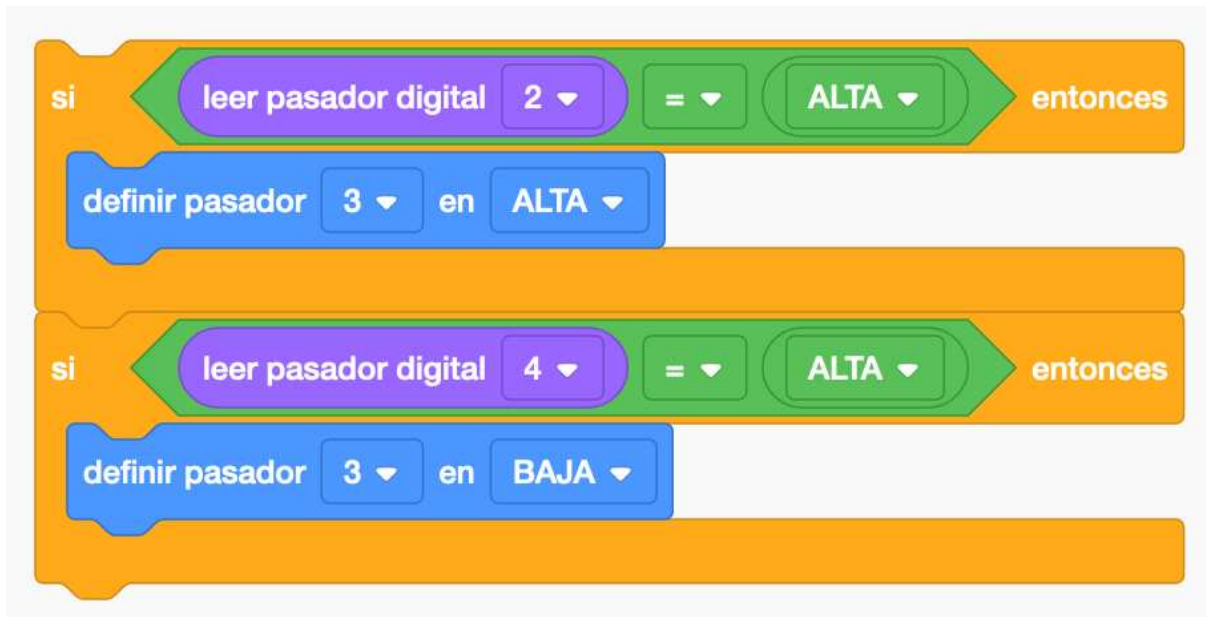 si leer pasador digital 2 = ALTA entonces
definir pasador 3 en ALTA
si leer pasador digital 4 = ALTA entonces
definir pasador 3 en BAJA